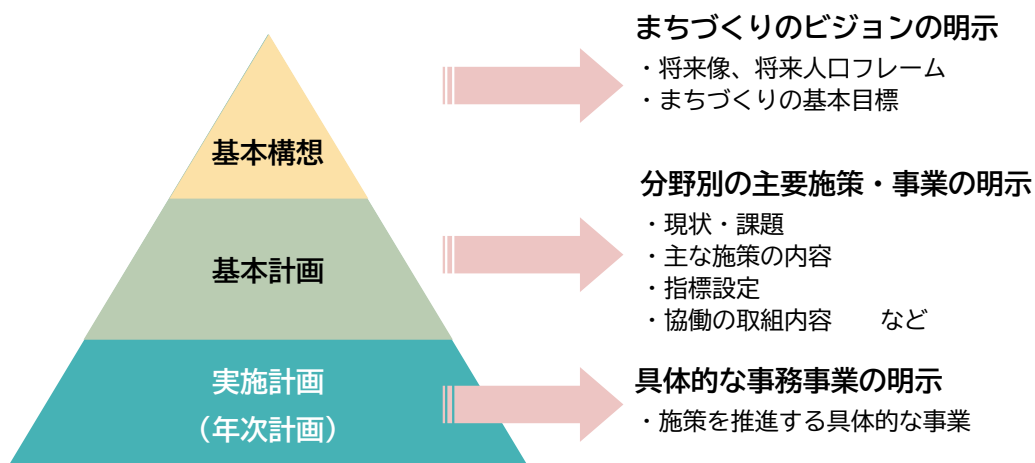 まちづくりのビジョンの明示
・将来像、将来人口フレーム
・まちづくりの基本目標
基本構想
分野別の主要施策・事業の明示
・現状・課題
・主な施策の内容
・指標設定
・協働の取組内容　　など
基本計画
具体的な事務事業の明示
・施策を推進する具体的な事業
実施計画
（年次計画）